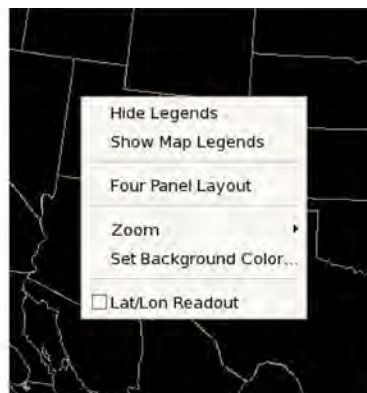 Hide Legends
Show Map Legends
Four Panel Layout
Zoom
Set Background Color...
Lat/Lon Readout